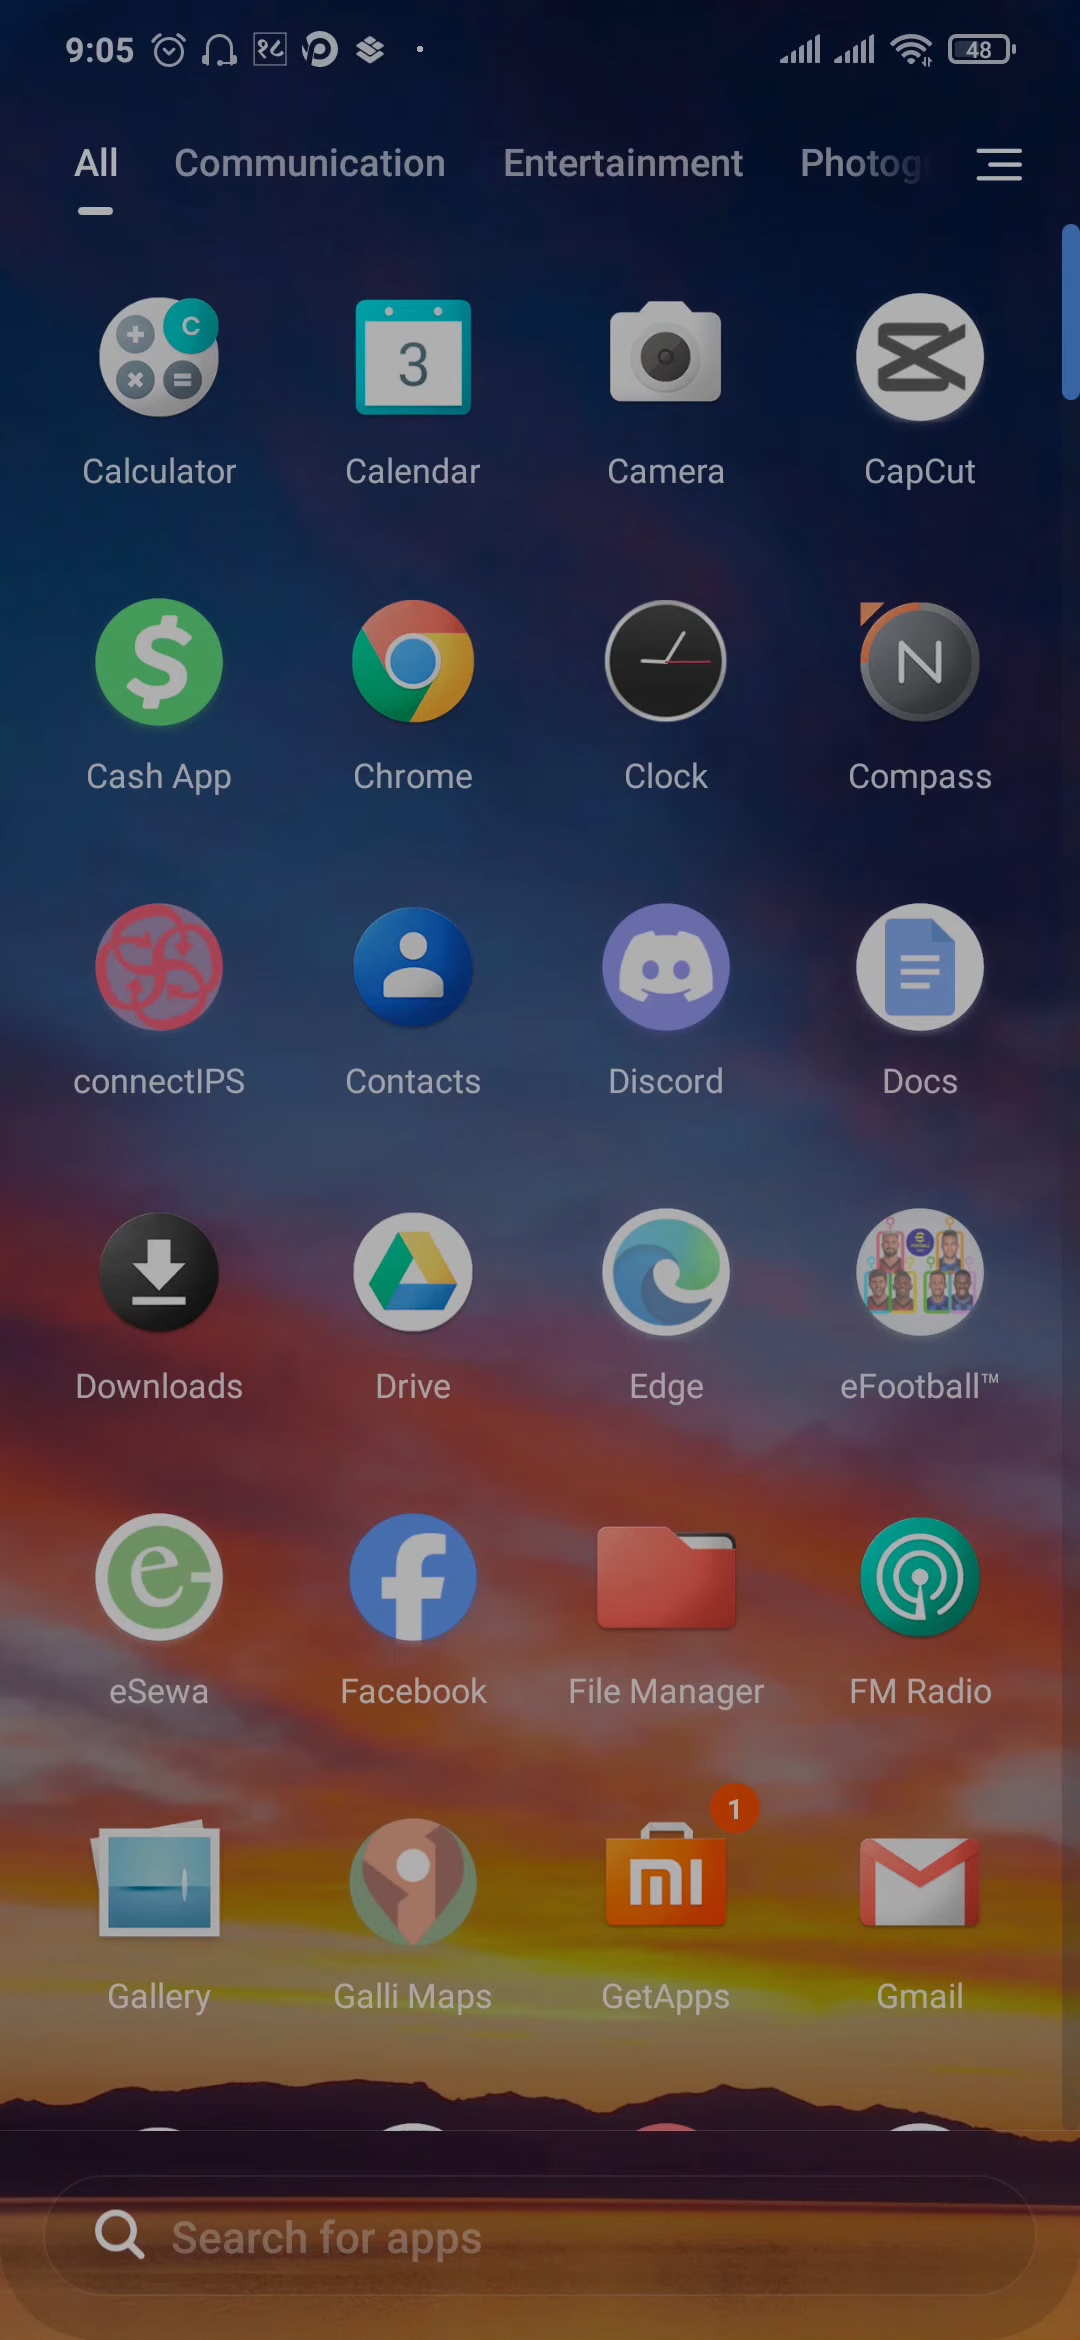 9:05 १८ 48
All Communication Entertainment
C
3
Calculator Calendar Camera CapCut
N
Cash App Chrome Clock Compass
connectIPS Contacts Discord Docs
Downloads Drive Edge eFootball™
eSewa Facebook File Manager FM Radio
1
Gallery Galli Maps GetApps Gmail
Search for apps